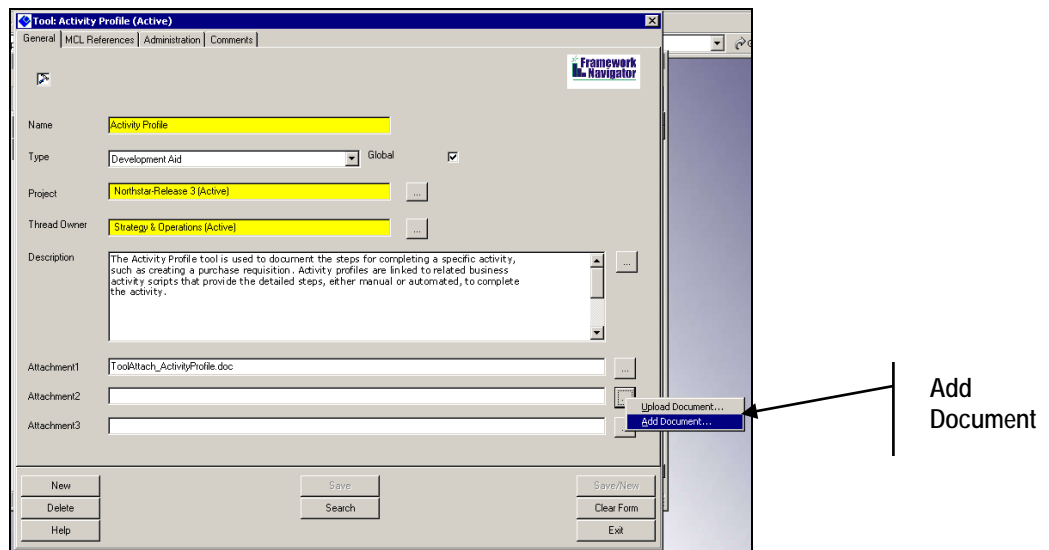 Tool: Activity Profile (Active)
General MCL References Administration Comments
Framework
Navigator
Name Activity Profile
Type Development Aid Global
Project Northstar-Release 3 (Active) ...
Thread Owner Strategy & Operations (Active) ...
Description The Activity Profile tool is used to document the steps for completing a specific activity, ...
such as creating a purchase requisition. Activity profiles are linked to related business
activity scripts that provide the detailed steps, either manual or automated, to complete
the activity.
Attachment1 ToolAttach_ActivityProfile.doc ...
Attachment2 ...
Upload Document...
Add Document...
Attachment3
Add
Document
New Save Save/New
Delete Search Clear Form
Help Exit